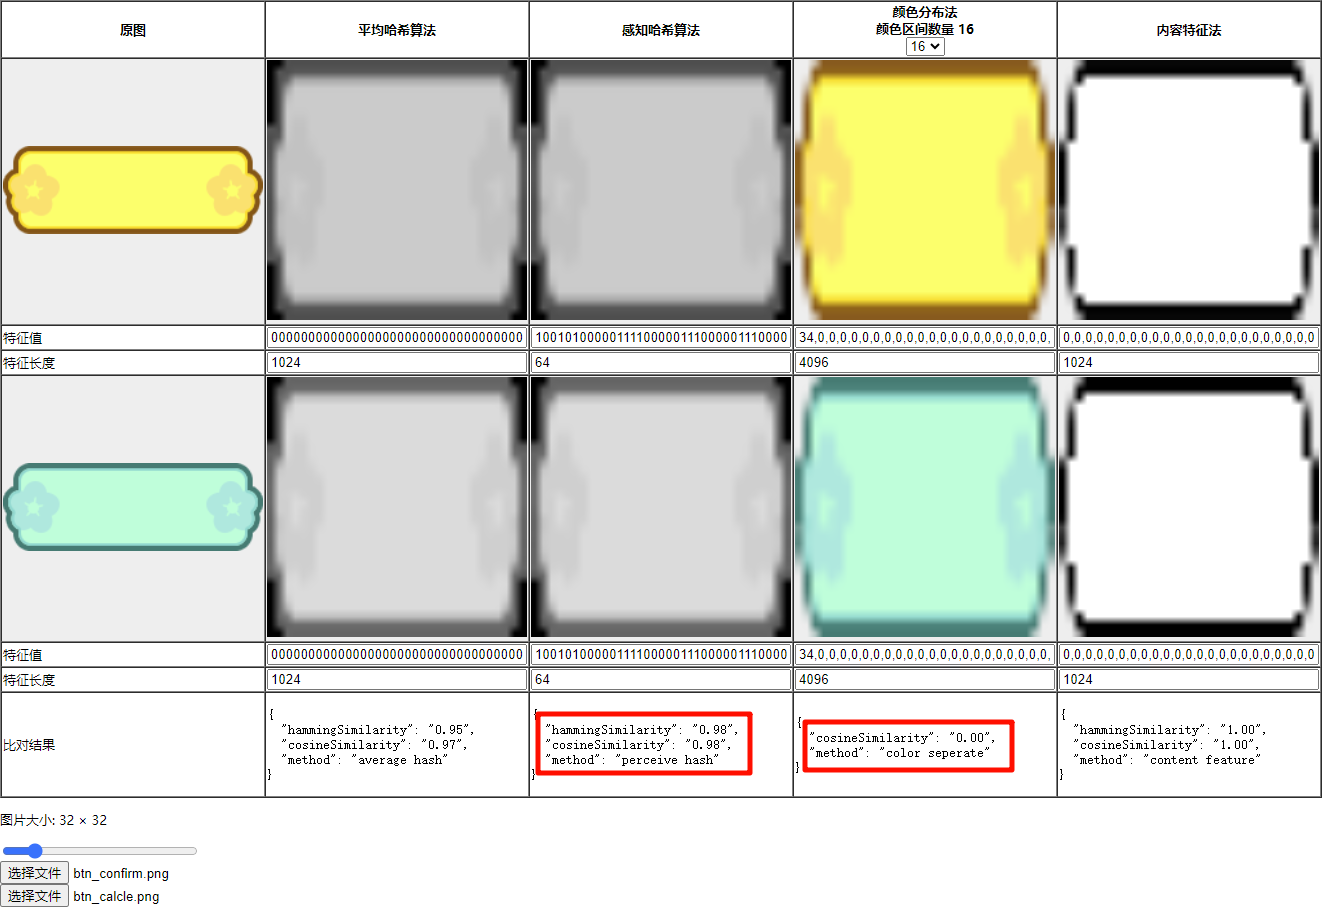 原图
平均哈希算法
感知哈希算法
颜色分布法
颜色区间数量 16
16
内容特征法
特征值
00000000000000000000000000000000000
10010100000111100000111000001110000
34,0,0,0,0,0,0,0,0,0,0,0,0,0,0,0,0,0,0,0,0,0,
0,0,0,0,0,0,0,0,0,0,0,0,0,0,0,0,0,0,0,0,0,0,0
特征长度
1024
64
4096
1024
特征值
00000000000000000000000000000000000
10010100000111100000111000001110000
34,0,0,0,0,0,0,0,0,0,0,0,0,0,0,0,0,0,0,0,0,0,
0,0,0,0,0,0,0,0,0,0,0,0,0,0,0,0,0,0,0,0,0,0,0
特征长度
1024
64
4096
1024
比对结果
{
"hammingSimilarity": "0.95",
"cosineSimilarity": "0.97",
"method": "average hash"
}
{
"hammingSimilarity": "0.98",
"cosineSimilarity": "0.98",
"method": "perceive hash"
}
{
"cosineSimilarity": "0.00",
"method": "color seperate"
}
{
"hammingSimilarity": "1.00",
"cosineSimilarity": "1.00",
"method": "content feature"
}
图片大小: 32 × 32
选择文件 btn_confirm.png
选择文件 btn_calcle.png